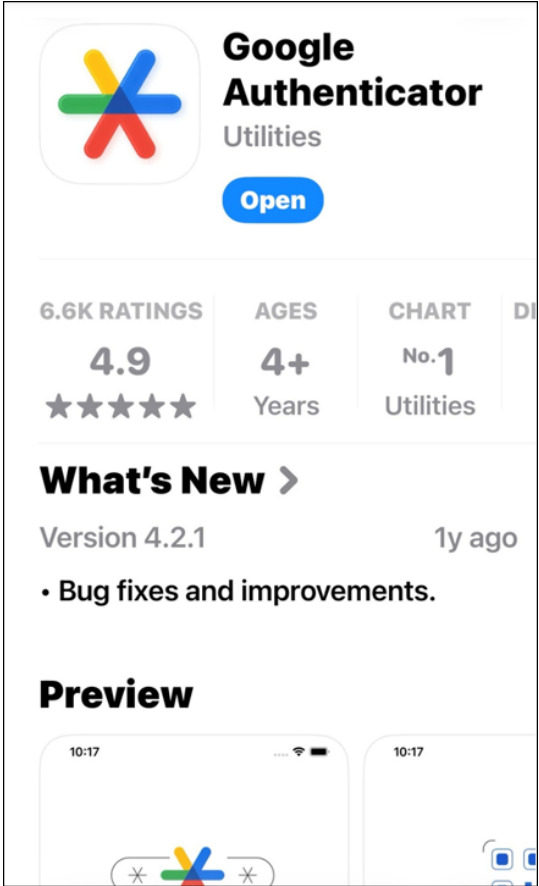 Google
Authenticator
Utilities
Open
6.6K RATINGS
4.9
★★★★★
AGES
4+
Years
CHART
No.1
Utilities
DI
What's New >
Version 4.2.1 1y ago
• Bug fixes and improvements.
Preview
10:17
10:17